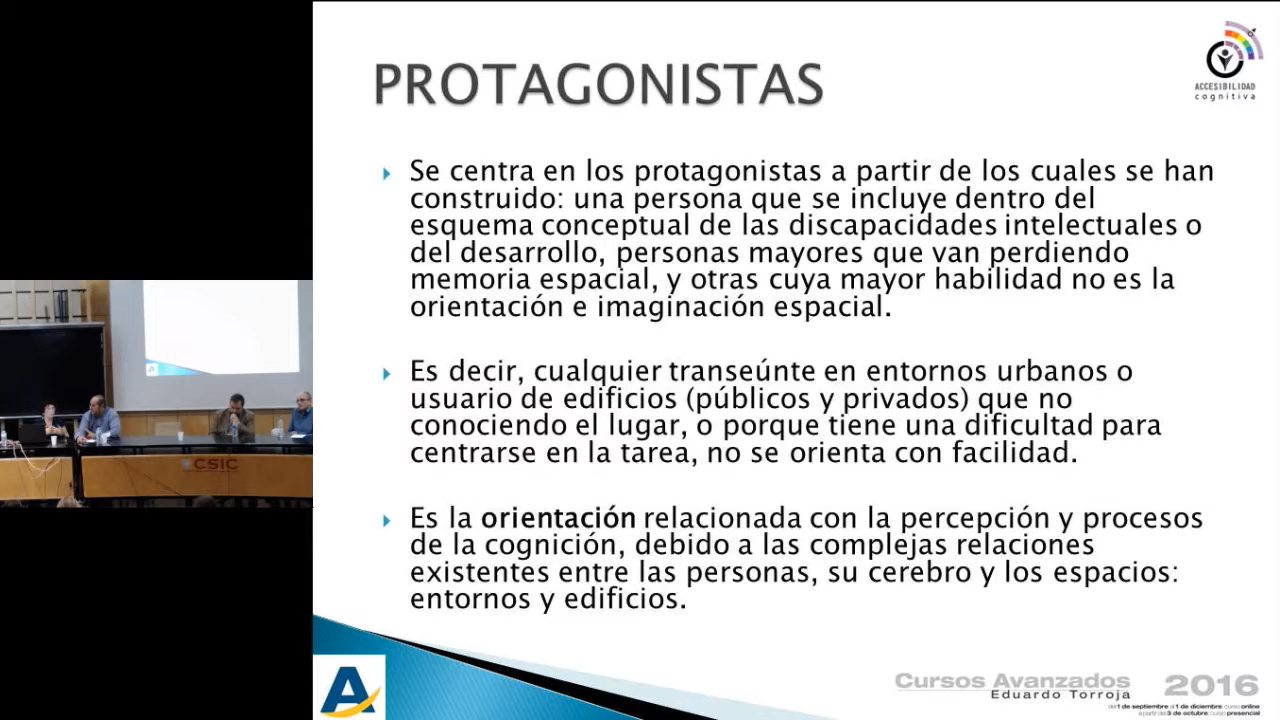 PROTAGONISTAS
ACCESIBILIDAD
cognitiva
Se centra en los protagonistas a partir de los cuales se han
construido: una persona que se incluye dentro del
esquema conceptual de las discapacidades intelectuales o
del desarrollo, personas mayores que van perdiendo
memoria espacial, y otras cuya mayor habilidad no es la
orientación e imaginación espacial.
Es decir, cualquier transeúnte en entornos urbanos o
usuario de edificios (públicos y privados) que no
conociendo el lugar, o porque tiene una dificultad para
centrarse en la tarea, no se orienta con facilidad.
Es la orientación relacionada con la percepción y procesos
de la cognición, debido a las complejas relaciones
existentes entre las personas, su cerebro y los espacios:
entornos y edificios.
CSIC
A
Cursos Avanzados 2016
Eduardo Torroja
del 1 de septiembre al 1 de diciembre: curso online
a partir del 3 de octubre: curso presencial